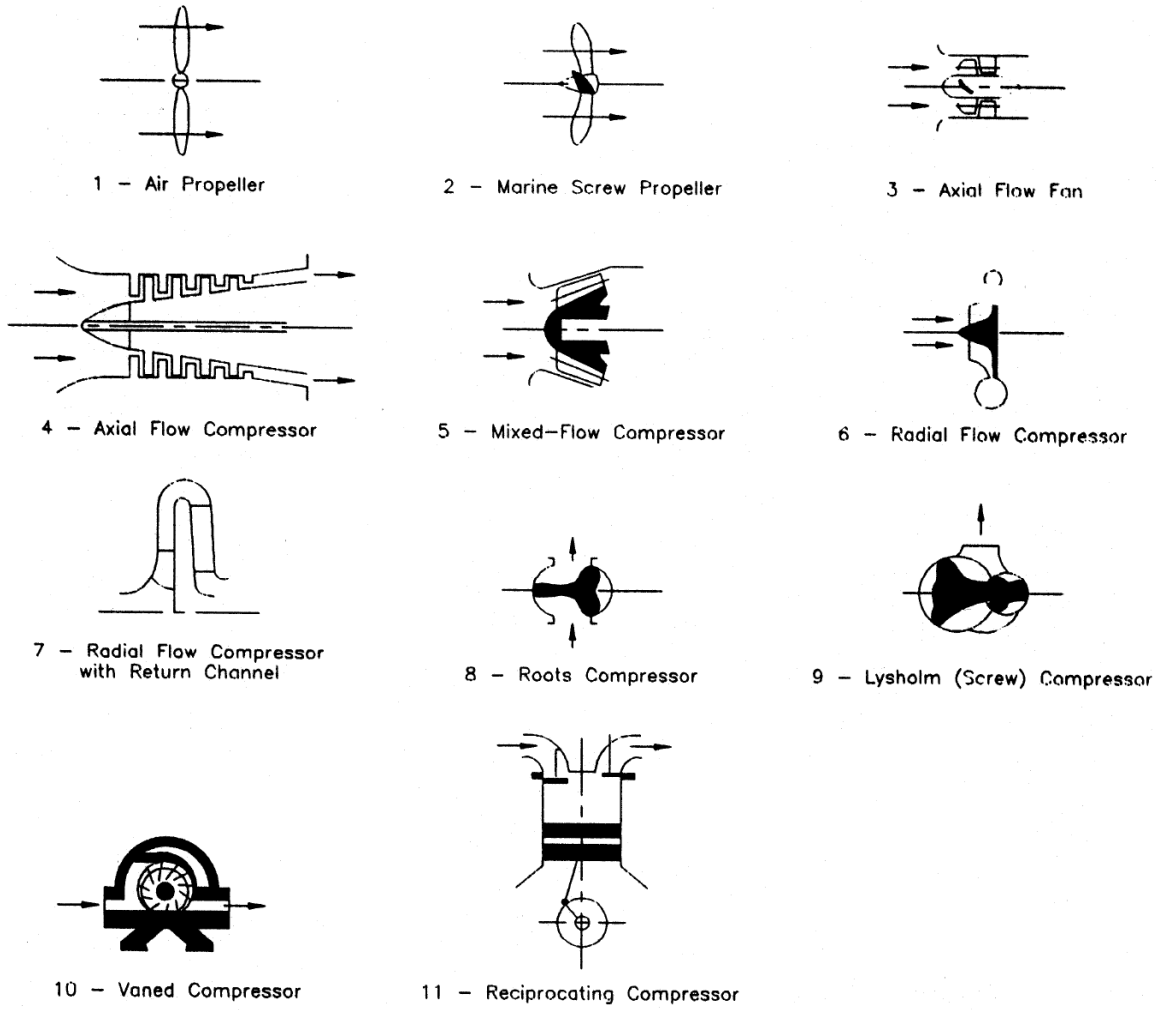 1 - Air Propeller
2 - Marine Screw Propeller
3 - Axial Flow Fan
4 - Axial Flow Compressor
5 - Mixed-Flow Compressor
6 - Radial Flow Compressor
7 - Radial Flow Compressor
with Return Channel
8 - Roots Compressor
9 - Lysholm (Screw) Compressor
10 - Vaned Compressor
11 - Reciprocating Compressor